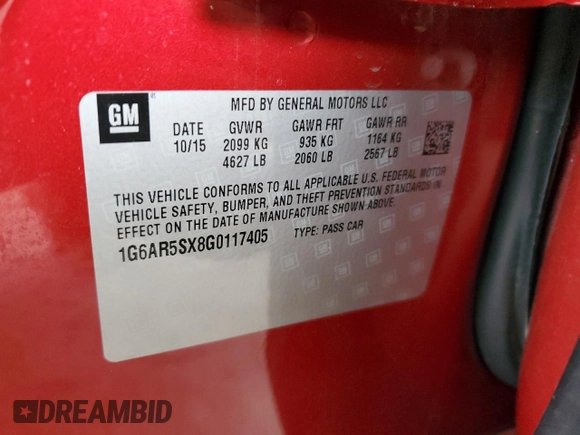 GM
MFD BY GENERAL MOTORS LLC
DATE GVWR GAWR FRT GAWR RR
10/15 2099 KG 935 KG 1164 KG
4627 LB 2060 LB 2567 LB
THIS VEHICLE CONFORMS TO ALL APPLICABLE U.S. FEDERAL MOTOR
VEHICLE SAFETY, BUMPER, AND THEFT PREVENTION STANDARDS IN
EFFECT ON THE DATE OF MANUFACTURE SHOWN ABOVE.
1G6AR5SX8G0117405 TYPE: PASS CAR
DREAMBID